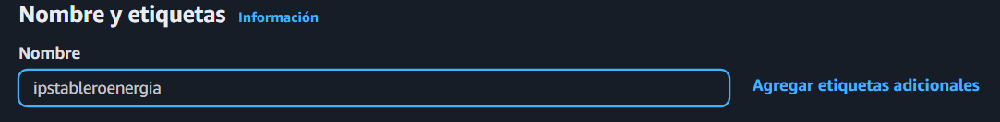 Nombre y etiquetas Información
Nombre
ipstableroenergia
Agregar etiquetas adicionales